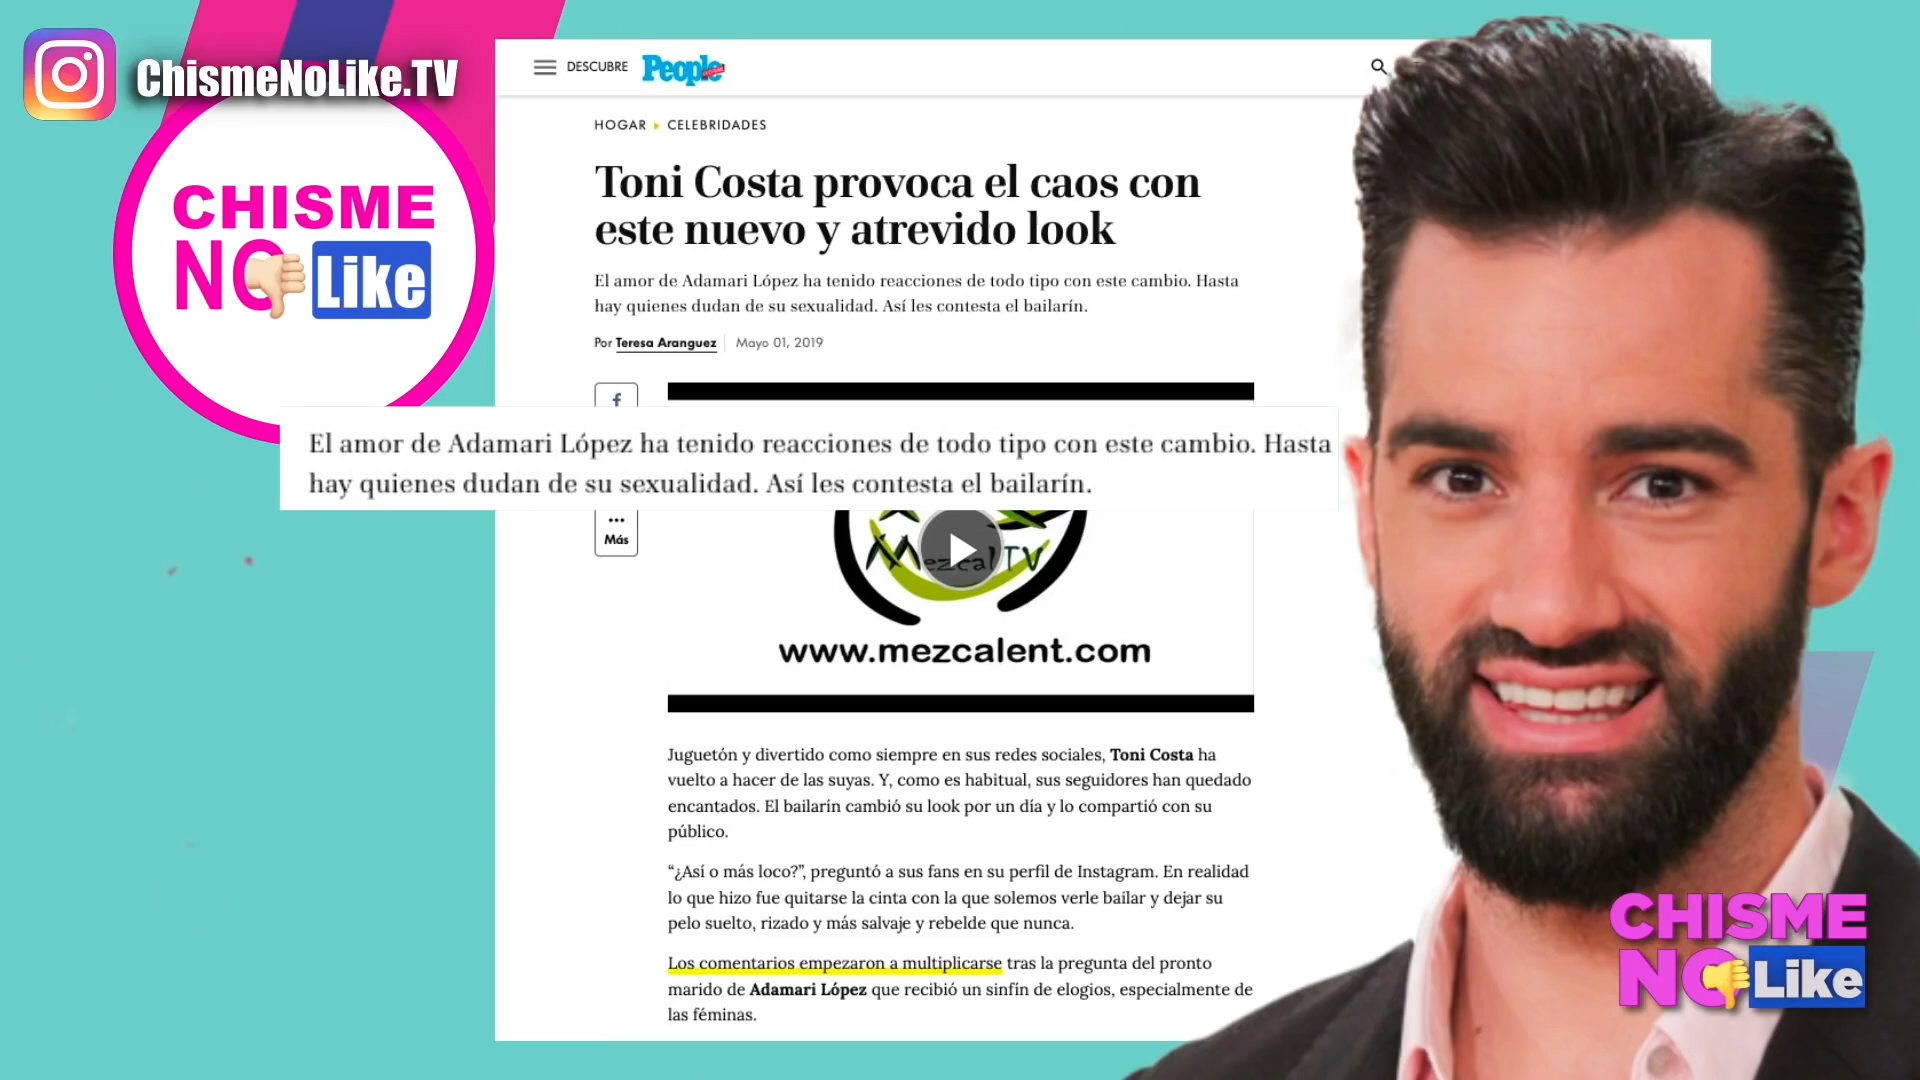 ChismeNoLike.TV
CHISME
NO Like
DESCUBRE People
HOGAR CELEBRIDADES
Toni Costa provoca el caos con
este nuevo y atrevido look
El amor de Adamari López ha tenido reacciones de todo tipo con este cambio. Hasta
hay quienes dudan de su sexualidad. Así les contesta el bailarín.
Por Teresa Aranguez Mayo 01, 2019
El amor de Adamari López ha tenido reacciones de todo tipo con este cambio. Hasta
hay quienes dudan de su sexualidad. Así les contesta el bailarín.
Más
MezcalTV
www.mezcalent.com
Juguetón y divertido como siempre en sus redes sociales, Toni Costa ha
vuelto a hacer de las suyas. Y, como es habitual, sus seguidores han quedado
encantados. El bailarín cambió su look por un día y lo compartió con su
público.
“¿Así o más loco?”, preguntó a sus fans en su perfil de Instagram. En realidad
lo que hizo fue quitarse la cinta con la que solemos verle bailar y dejar su
pelo suelto, rizado y más salvaje y rebelde que nunca.
Los comentarios empezaron a multiplicarse tras la pregunta del pronto
marido de Adamari López que recibió un sinfín de elogios, especialmente de
las féminas.
CHISME
NO Like